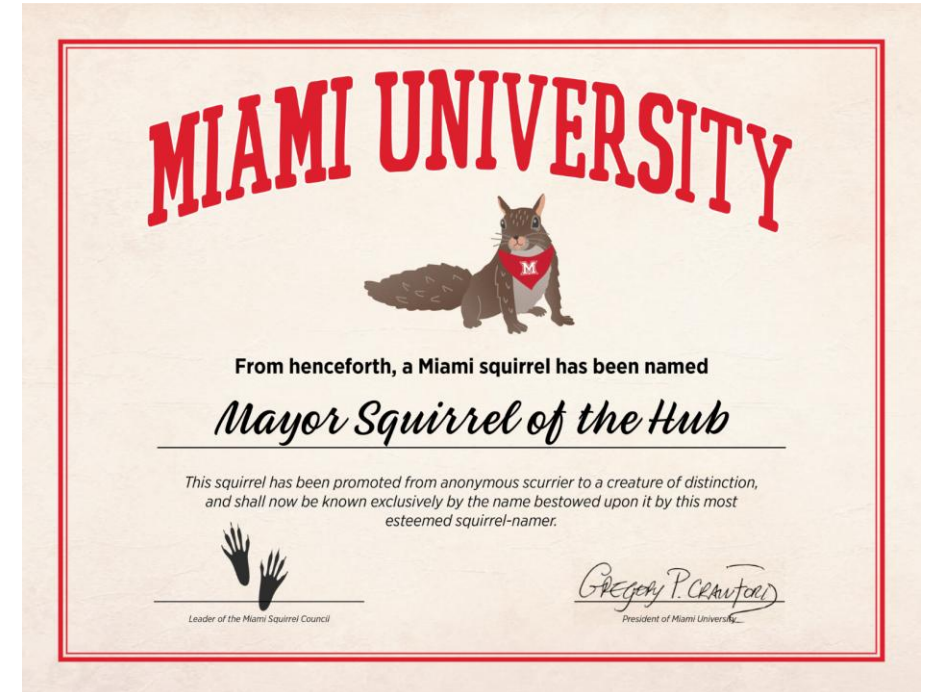 MIAMI UNIVERSITY
M
From henceforth, a Miami squirrel has been named
Mayor Squirrel of the Hub
This squirrel has been promoted from anonymous scurrier to a creature of distinction,
and shall now be known exclusively by the name bestowed upon it by this most
esteemed squirrel-namer.
Gregory P. Crawford
Leader of the Miami Squirrel Council
President of Miami University